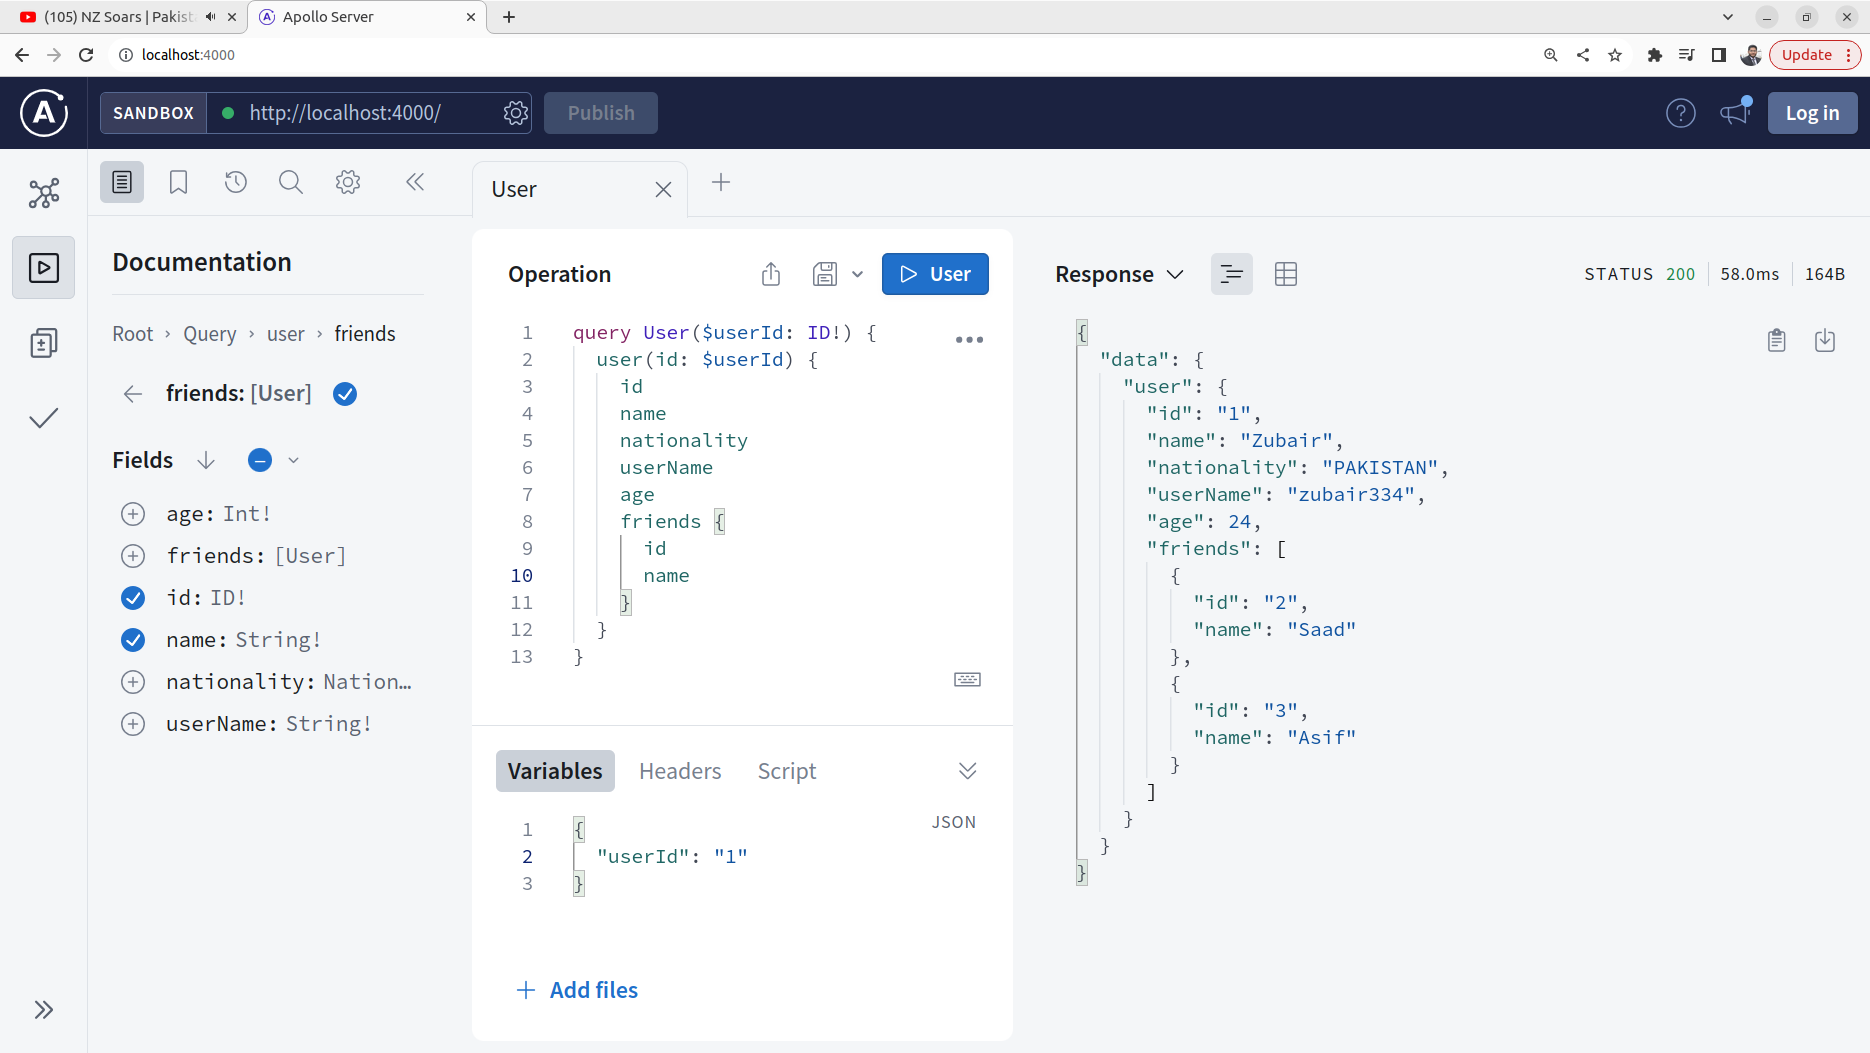 (105) NZ Soars | Pakist
Apollo Server
localhost:4000
Update
SANDBOX
http://localhost:4000/
Publish
Log in
User
Documentation
Root › Query › user › friends
friends: [User]
Fields
age: Int!
friends: [User]
id: ID!
name: String!
nationality: Nation…
userName: String!
Operation
User
1 query User($userId: ID!) {
2 user(id: $userId) {
3 id
4 name
5 nationality
6 userName
7 age
8 friends {
9 id
10 name
11 }
12 }
13 }
Variables
Headers
Script
JSON
1 {
2 "userId": "1"
3 }
Add files
Response
STATUS 200
58.0ms
164B
{
"data": {
"user": {
"id": "1",
"name": "Zubair",
"nationality": "PAKISTAN",
"userName": "zubair334",
"age": 24,
"friends": [
{
"id": "2",
"name": "Saad"
},
{
"id": "3",
"name": "Asif"
}
]
}
}
}